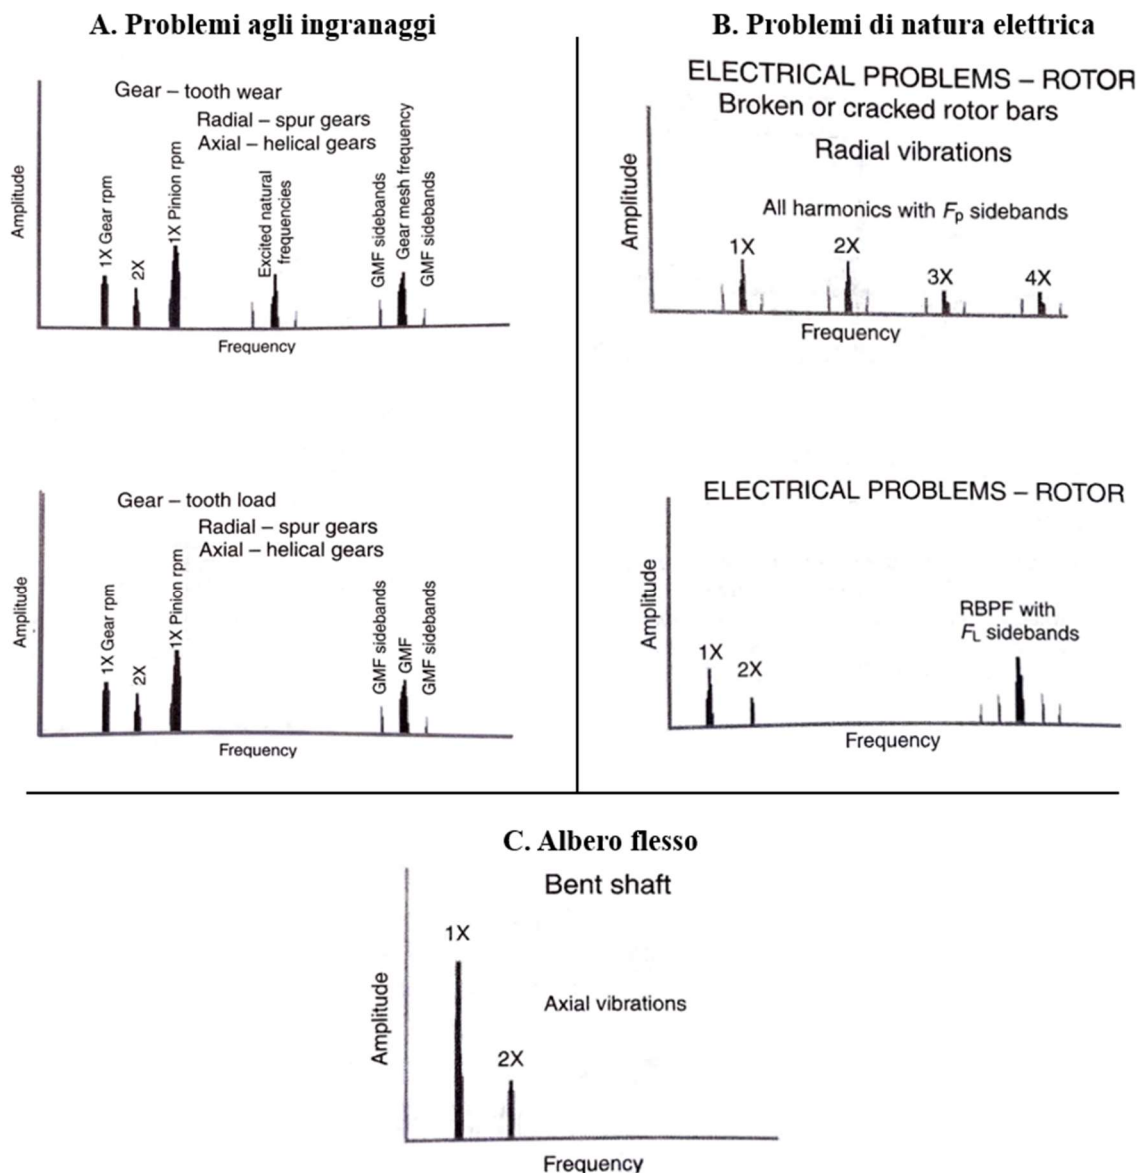 A. Problemi agli ingranaggi
Gear – tooth wear
Radial – spur gears
Axial – helical gears
Amplitude
1X Gear rpm
2X
1X Pinion rpm
Excited natural
frequencies
GMF sidebands
Gear mesh frequency
GMF sidebands
Frequency
Gear – tooth load
Radial – spur gears
Axial – helical gears
Amplitude
1X Gear rpm
2X
1X Pinion rpm
GMF sidebands
GMF
GMF sidebands
Frequency
B. Problemi di natura elettrica
ELECTRICAL PROBLEMS – ROTOR
Broken or cracked rotor bars
Radial vibrations
All harmonics with Fp sidebands
Amplitude
1X
2X
3X
4X
Frequency
ELECTRICAL PROBLEMS – ROTOR
Amplitude
1X
2X
RBPF with
FL sidebands
Frequency
C. Albero flesso
Bent shaft
1X
Axial vibrations
Amplitude
2X
Frequency